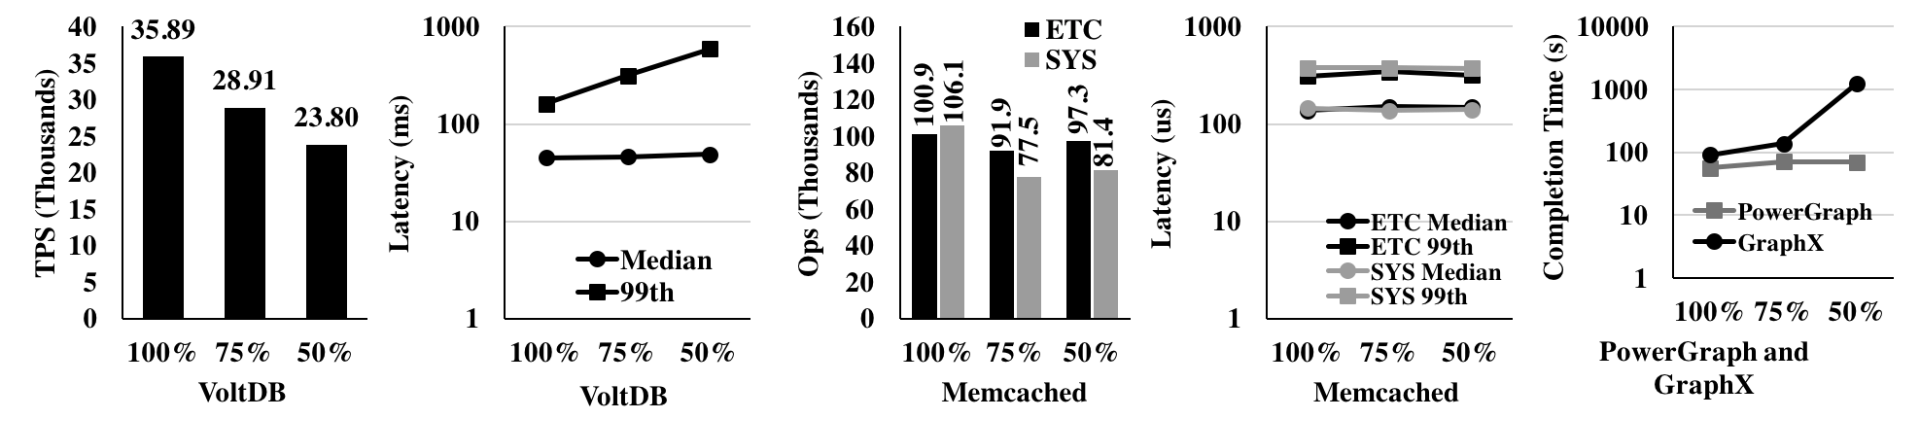 TPS (Thousands)
40
35
30
25
20
15
10
5
0
35.89
28.91
23.80
100%
75%
50%
VoltDB
Latency (ms)
1000
100
10
1
Median
99th
100%
75%
50%
VoltDB
Ops (Thousands)
160
140
120
100
80
60
40
20
0
ETC
SYS
100.9
106.1
91.9
77.5
97.3
81.4
100%
75%
50%
Memcached
Latency (us)
1000
100
10
1
ETC Median
ETC 99th
SYS Median
SYS 99th
100%
75%
50%
Memcached
Completion Time (s)
10000
1000
100
10
1
PowerGraph
GraphX
100%
75%
50%
PowerGraph and
GraphX